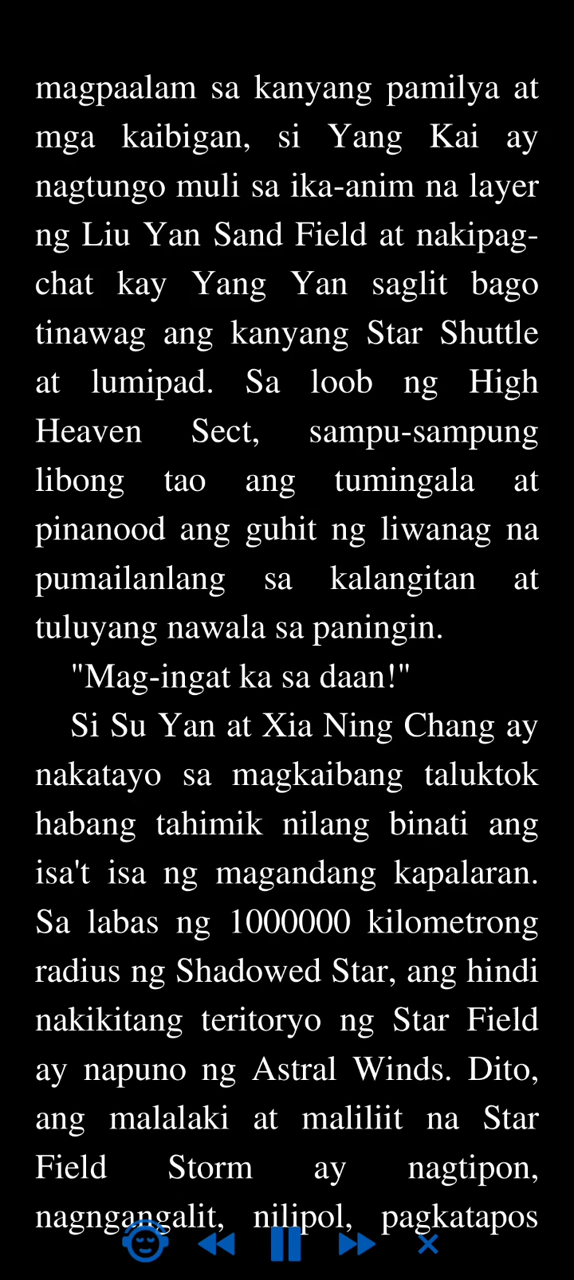 magpaalam sa kanyang pamilya at
mga kaibigan, si Yang Kai ay
nagtungo muli sa ika-anim na layer
ng Liu Yan Sand Field at nakipag-
chat kay Yang Yan saglit bago
tinawag ang kanyang Star Shuttle
at lumipad. Sa loob ng High
Heaven Sect, sampu-sampung
libong tao ang tumingala at
pinanood ang guhit ng liwanag na
pumailanlang sa kalangitan at
tuluyang nawala sa paningin.
"Mag-ingat ka sa daan!"
Si Su Yan at Xia Ning Chang ay
nakatayo sa magkaibang taluktok
habang tahimik nilang binati ang
isa't isa ng magandang kapalaran.
Sa labas ng 1000000 kilometrong
radius ng Shadowed Star, ang hindi
nakikitang teritoryo ng Star Field
ay napuno ng Astral Winds. Dito,
ang malalaki at maliliit na Star
Field Storm ay nagtipon,
nagngangalit, nilipol, pagkatapos